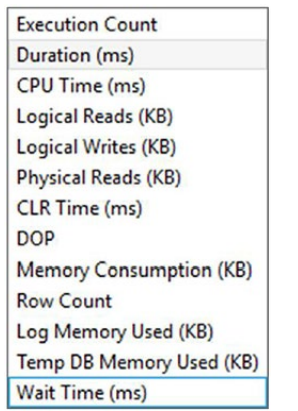 Execution Count
Duration (ms)
CPU Time (ms)
Logical Reads (KB)
Logical Writes (KB)
Physical Reads (KB)
CLR Time (ms)
DOP
Memory Consumption (KB)
Row Count
Log Memory Used (KB)
Temp DB Memory Used (KB)
Wait Time (ms)